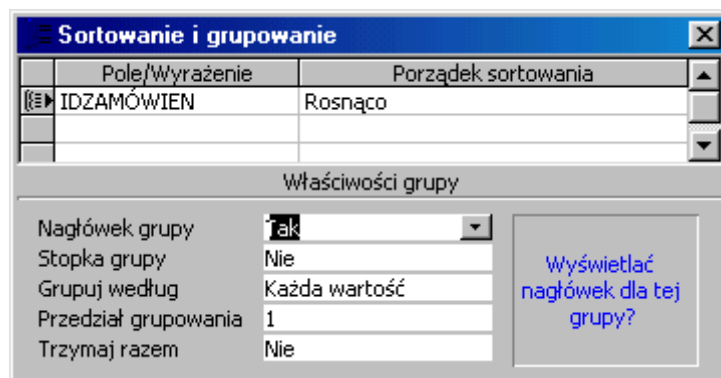 Sortowanie i grupowanie
Pole/Wyrażenie Porządek sortowania
IDZAMÓWIEN Rosnąco
Właściwości grupy
Nagłówek grupy Tak
Stopka grupy Nie
Grupuj według Każda wartość
Przedział grupowania 1
Trzymaj razem Nie
Wyświetlać
nagłówek dla tej
grupy?